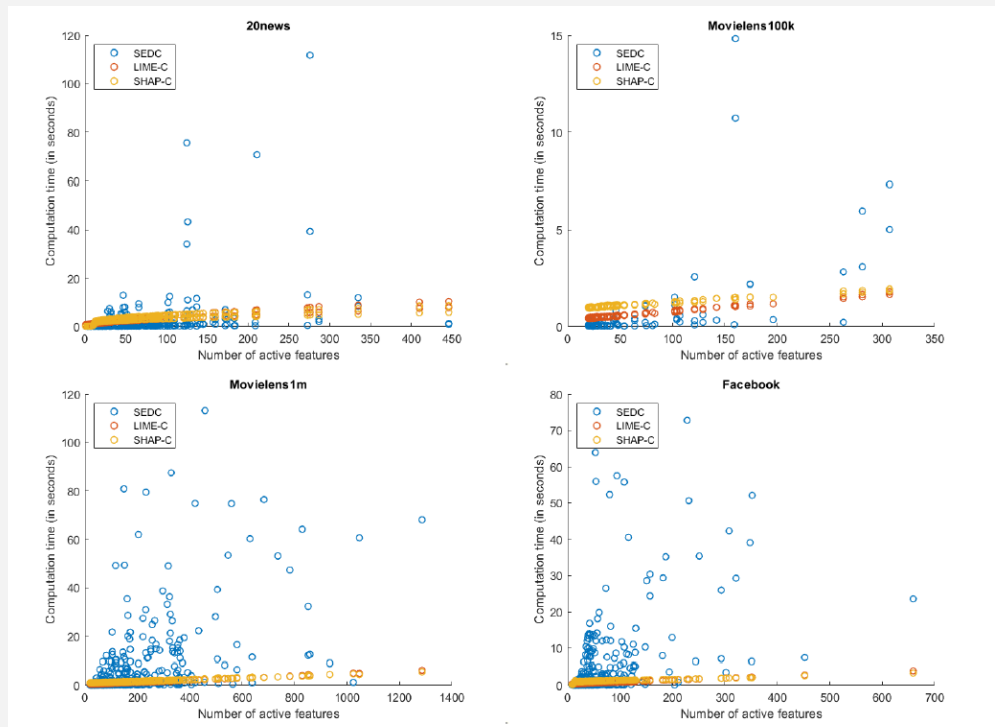 20news
120
100
80
60
40
20
0
Computation time (in seconds)
SEDC
LIME-C
SHAP-C
0 50 100 150 200 250 300 350 400 450
Number of active features
Movielens100k
15
10
5
0
Computation time (in seconds)
SEDC
LIME-C
SHAP-C
0 50 100 150 200 250 300 350
Number of active features
Movielens1m
120
100
80
60
40
20
0
Computation time (in seconds)
SEDC
LIME-C
SHAP-C
0 200 400 600 800 1000 1200 1400
Number of active features
Facebook
80
70
60
50
40
30
20
10
0
Computation time (in seconds)
SEDC
LIME-C
SHAP-C
0 100 200 300 400 500 600 700
Number of active features